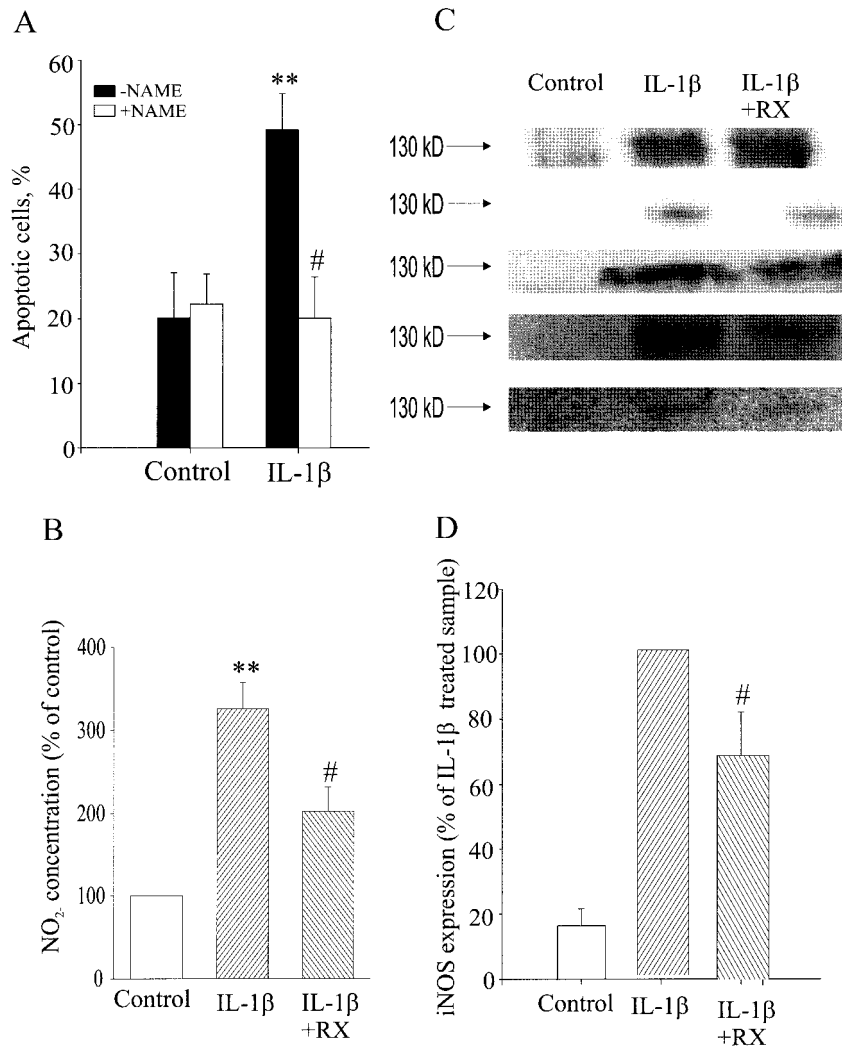 A
Apoptotic cells, %
60
50
40
30
20
10
0
-NAME
+NAME
**
#
Control IL-1β
B
NO2- concentration (% of control)
400
300
200
100
0
**
#
Control IL-1β IL-1β
+RX
C
Control IL-1β IL-1β
+RX
130 kD
130 kD
130 kD
130 kD
130 kD
D
iNOS expression (% of IL-1β treated sample)
120
100
80
60
40
20
0
#
Control IL-1β IL-1β
+RX